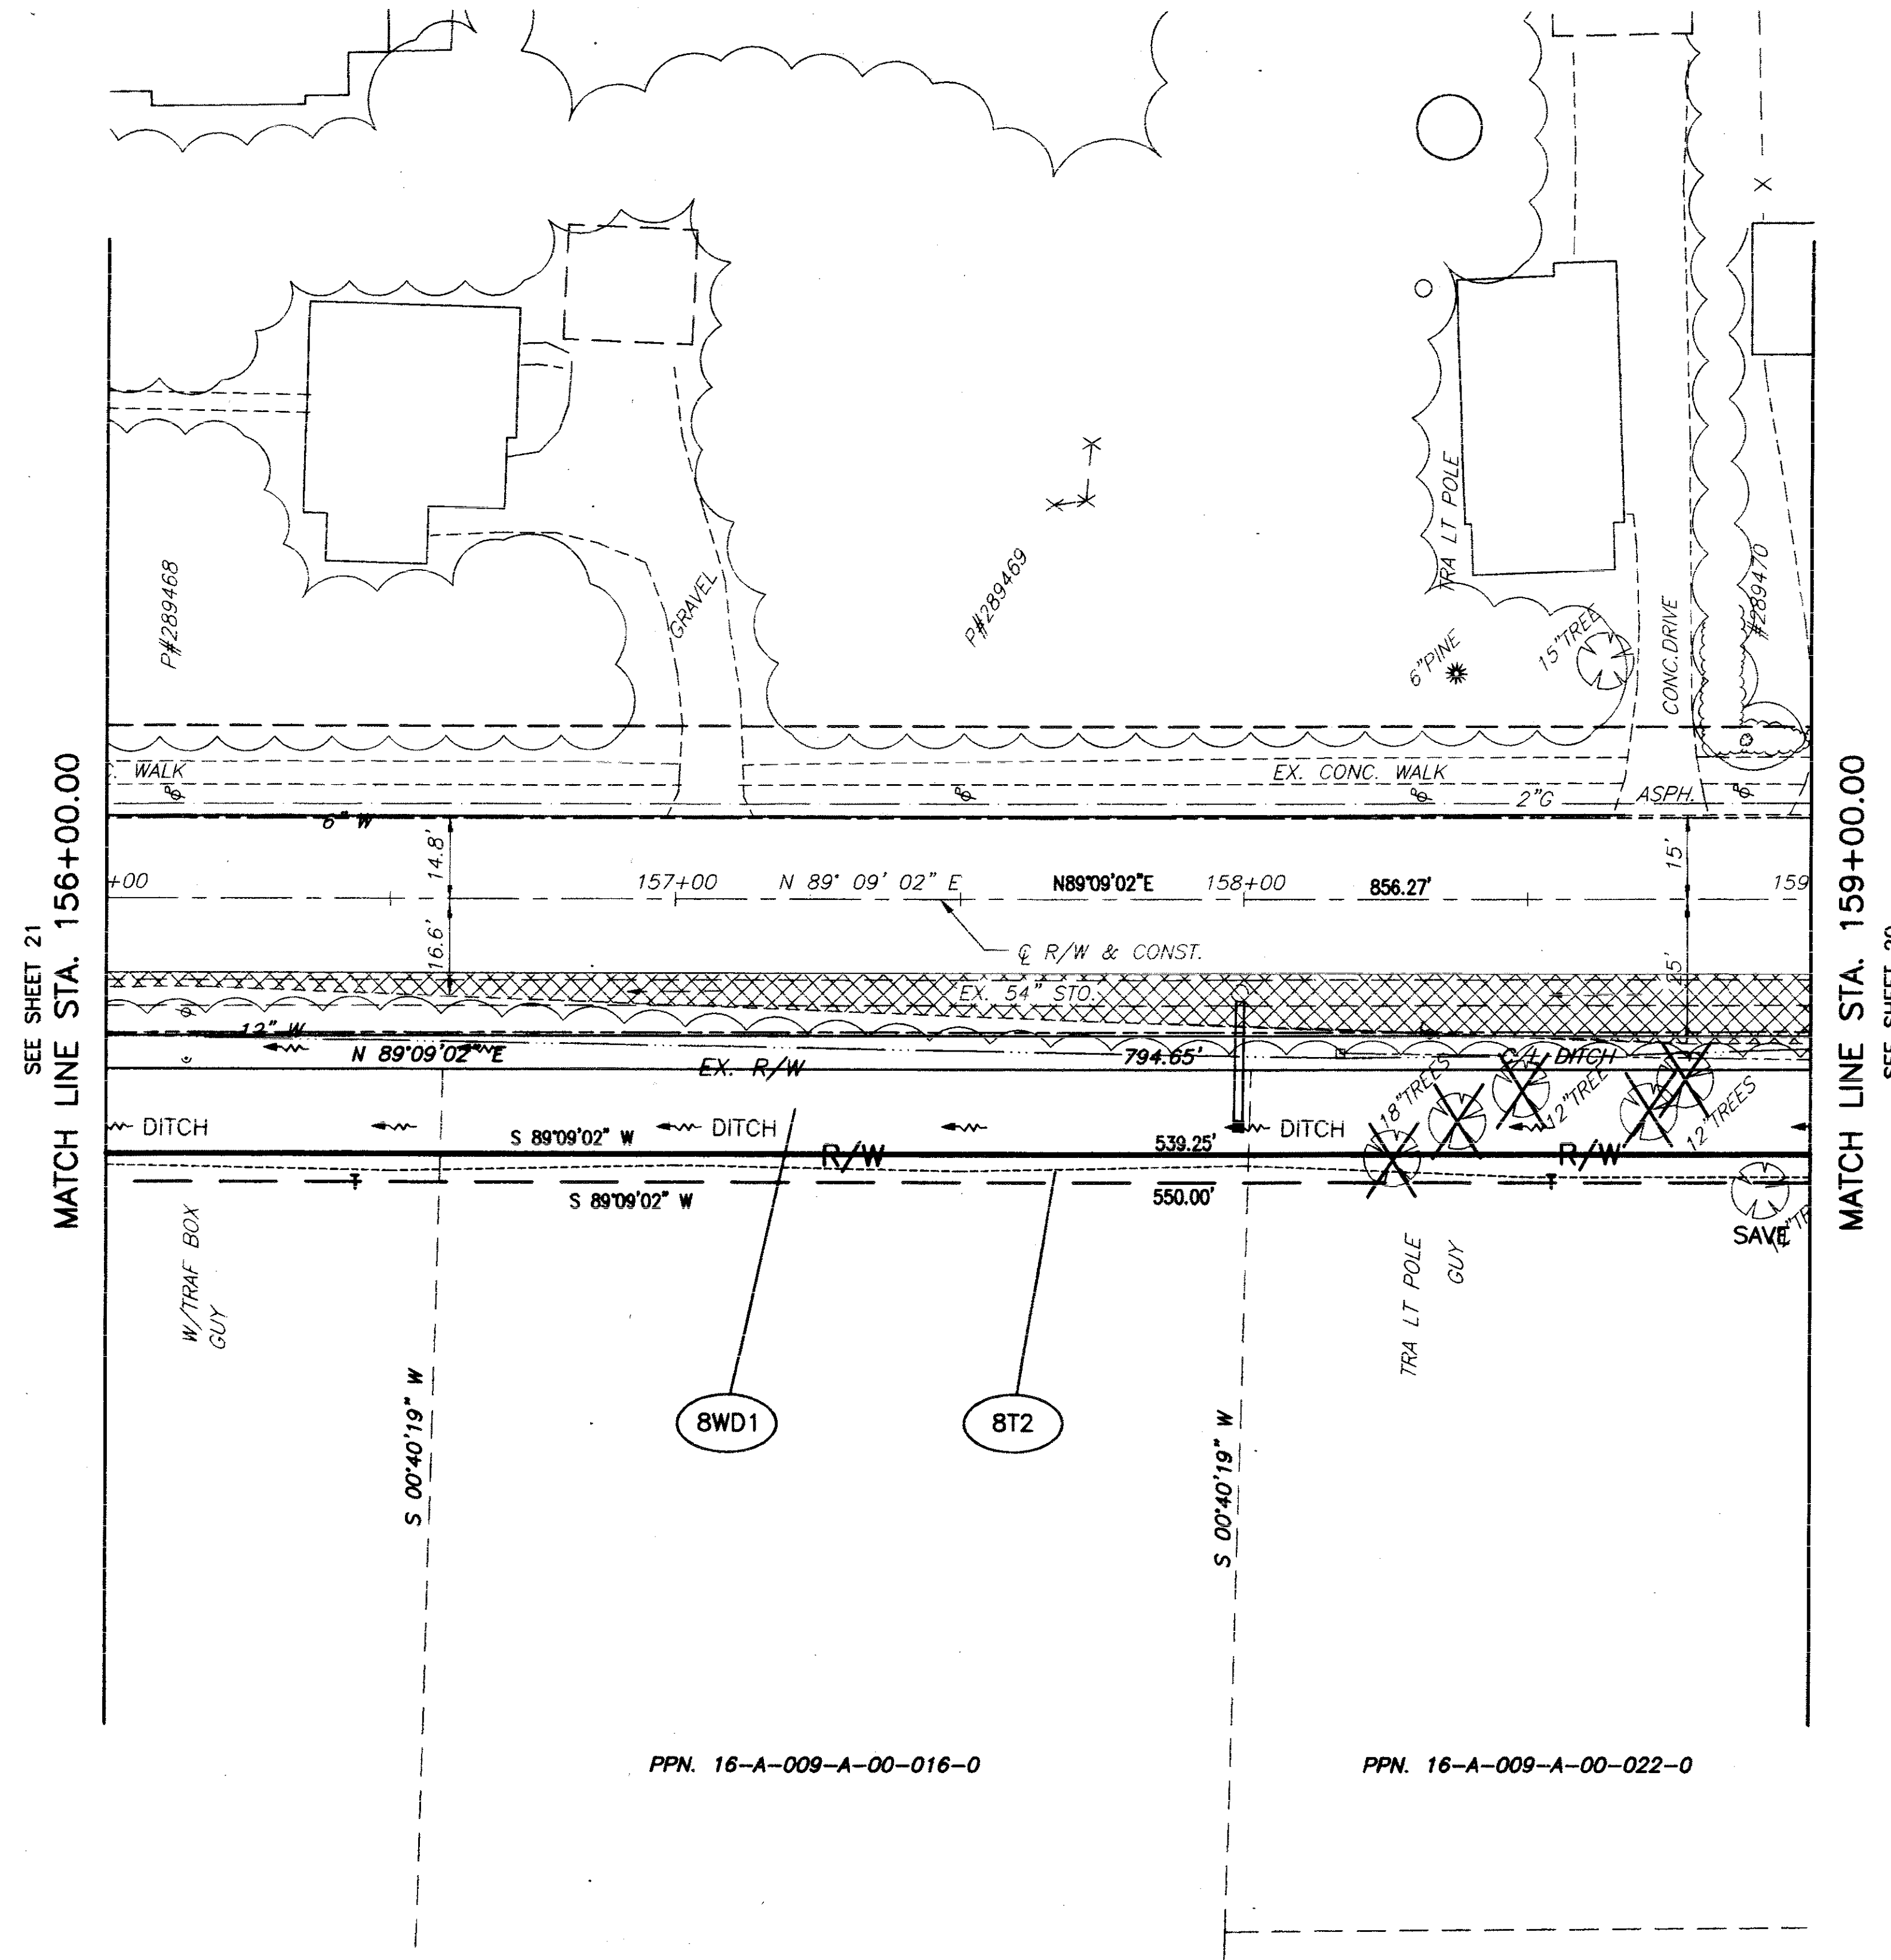 SEE SHEET 21
MATCH LINE STA. 156+00.00
MATCH LINE STA. 159+00.00
P#289468
GRAVEL
P#289469
TRA LT POLE
6"PINE
15"TREE
CONC.DRIVE
#289470
WALK
EX. CONC. WALK
2"G
ASPH.
6" W
14.8'
15'
+00
157+00
N 89° 09' 02" E
N89°09'02"E
158+00
856.27'
159
16.6'
25'
℄ R/W & CONST.
EX. 54" STO.
12" W
N 89°09'02" E
EX. R/W
794.65'
C/L DITCH
18"TREES
12"TREE
12"TREES
DITCH
S 89°09'02" W
DITCH
539.25'
DITCH
R/W
R/W
S 89°09'02" W
550.00'
SAVE
W/TRAF BOX
GUY
TRA LT POLE
GUY
8WD1
8T2
S 00°40'19" W
S 00°40'19" W
PPN. 16-A-009-A-00-016-0
PPN. 16-A-009-A-00-022-0